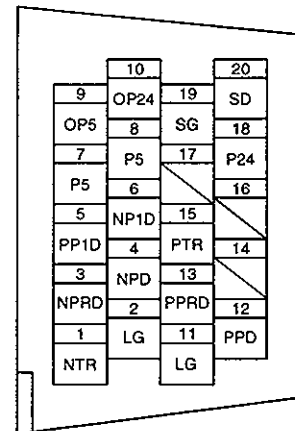 10 20
9 OP24 19 SD
OP5 8 SG 18
7 P5 17 P24
P5 6 16
5 NP1D 15
PP1D 4 PTR 14
3 NPD 13
NPRD 2 PPRD 12
1 LG 11 PPD
NTR LG